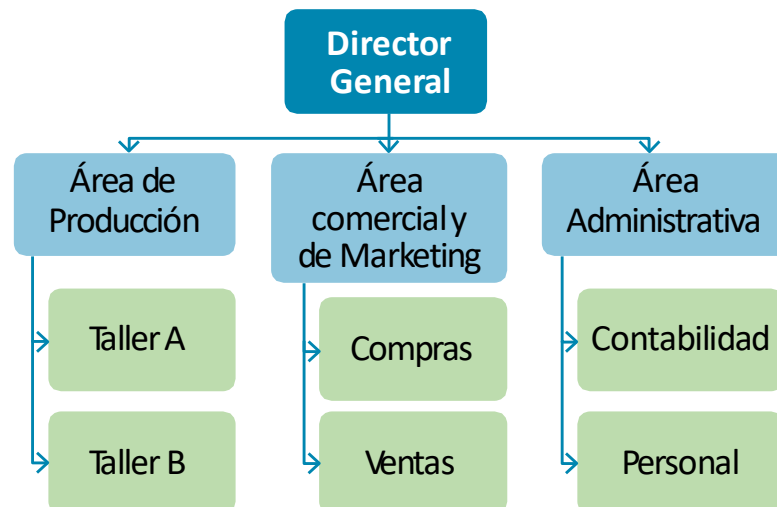 Director
General
Área de
Producción
Área
comercial y
de Marketing
Área
Administrativa
Taller A
Compras
Contabilidad
Taller B
Ventas
Personal